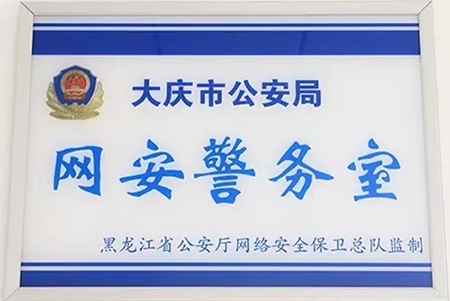 大庆市公安局
网安警务室
黑龙江省公安厅网络安全保卫总队监制